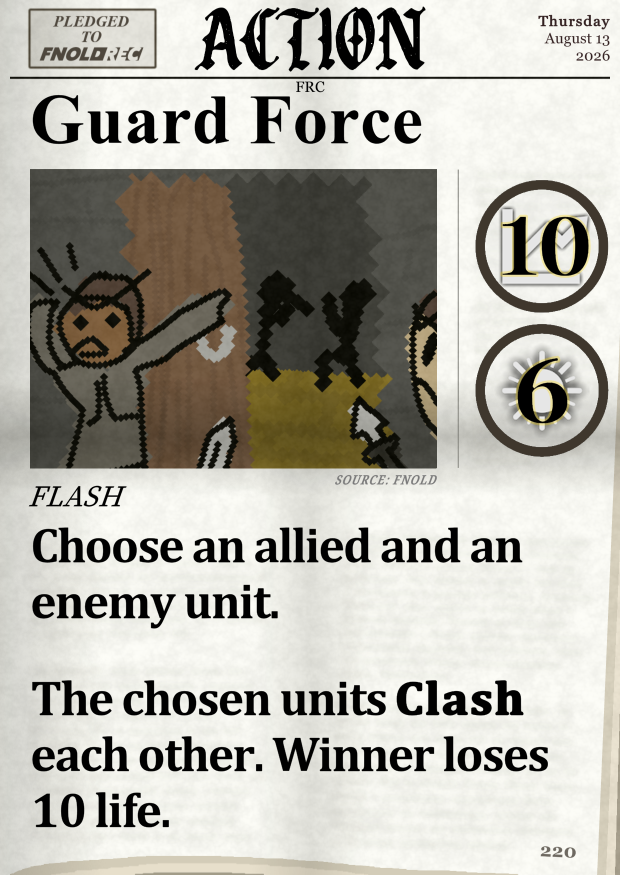 PLEDGED
TO
FNOLDREC
ACTION
Thursday
August 13
2026
FRC
Guard Force
10
6
SOURCE: FNOLD
FLASH
Choose an allied and an
enemy unit.
The chosen units Clash
each other. Winner loses
10 life.
220